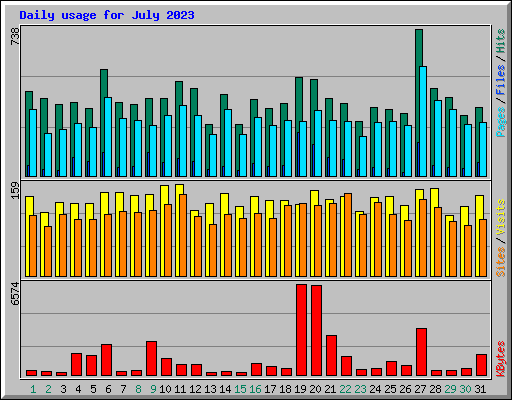 Daily usage for July 2023
738
Pages / Files / Hits
159
Sites / Visits
6574
KBytes
1 2 3 4 5 6 7 8 9 10 11 12 13 14 15 16 17 18 19 20 21 22 23 24 25 26 27 28 29 30 31